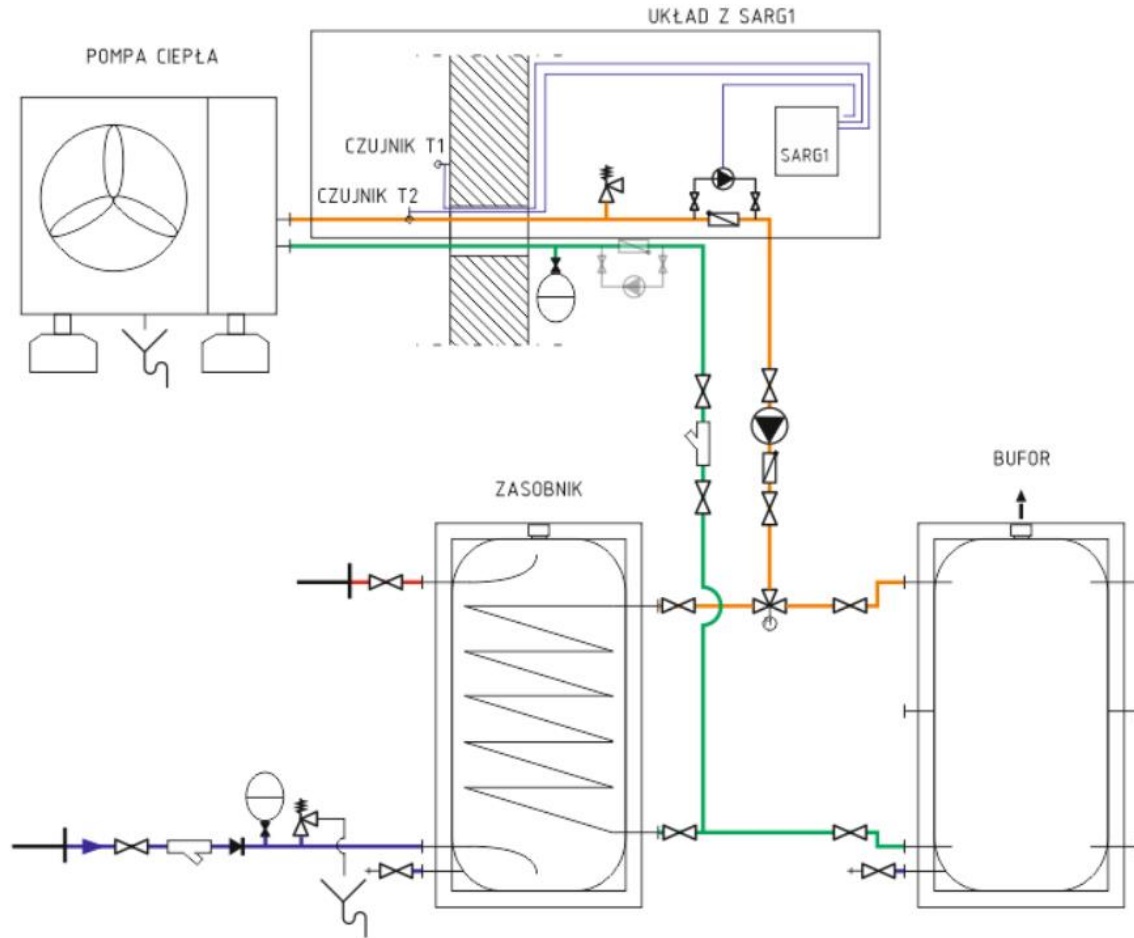 UKŁAD Z SARG1
POMPA CIEPŁA
CZUJNIK T1
SARG1
CZUJNIK T2
BUFOR
ZASOBNIK